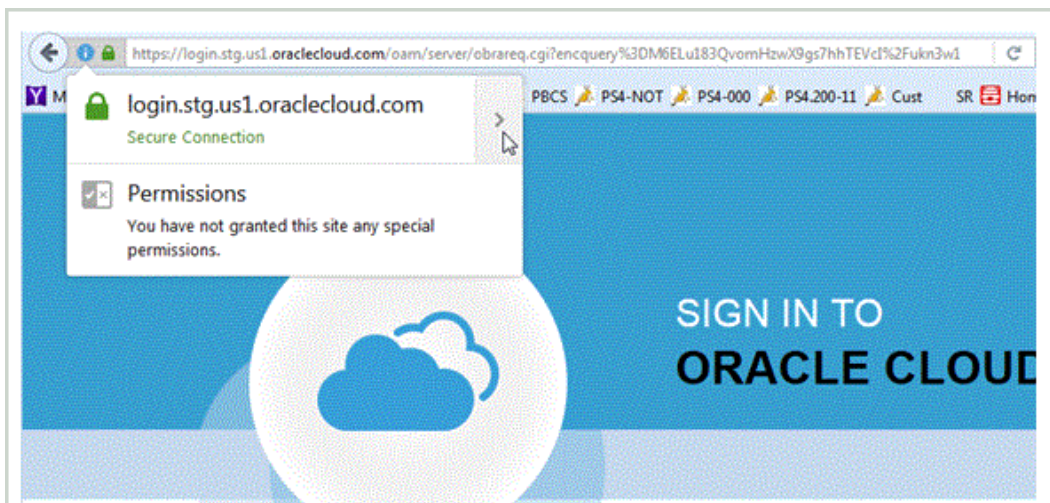 https://login.stg.us1.oraclecloud.com/oam/server/obrareq.cgi?encquery%3DM6ELu183QvomHzwX9gs7hhTEVcI%2Fukn3w1
M
PBCS PS4-NOT PS4-000 PS4.200-11 Cust SR Hon
login.stg.us1.oraclecloud.com
Secure Connection
Permissions
You have not granted this site any special
permissions.
SIGN IN TO
ORACLE CLOUD